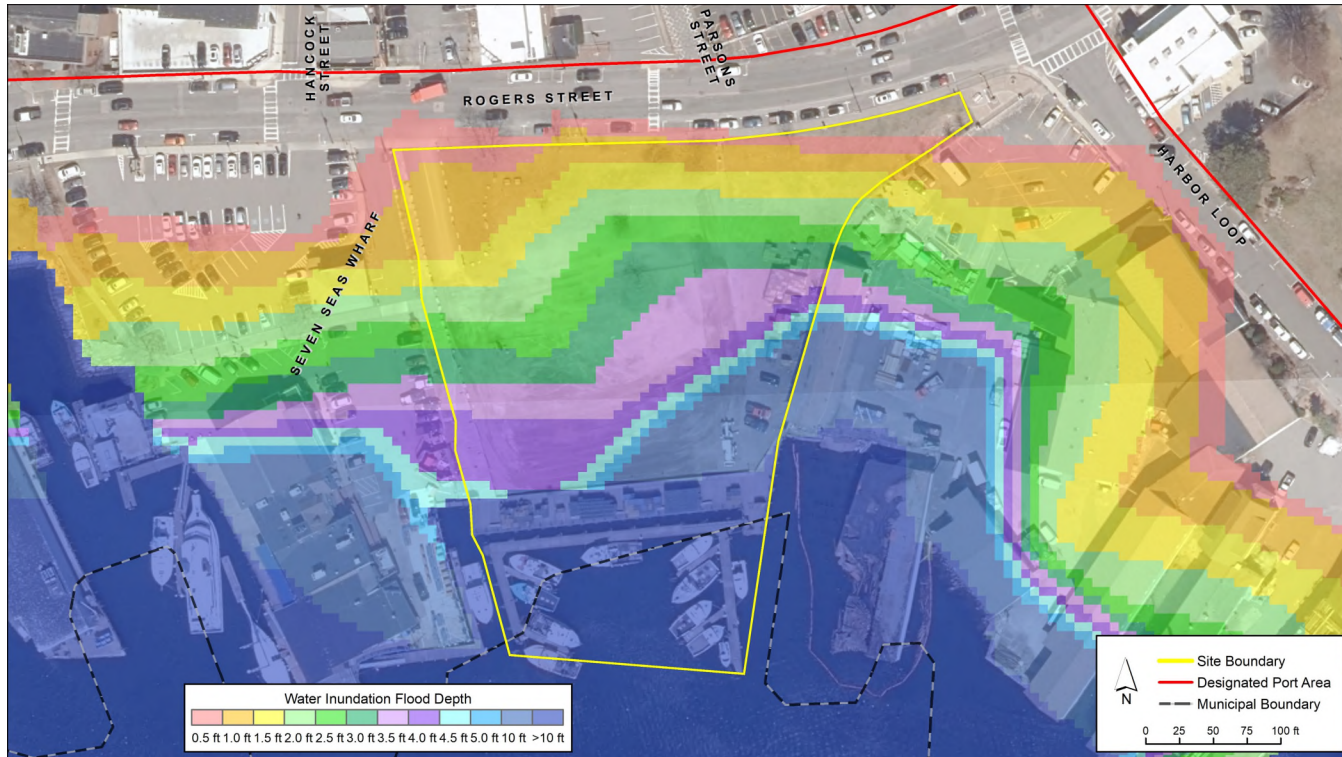 HANCOCK
STREET
PARSONS
STREET
ROGERS STREET
HARBOR LOOP
SEVEN SEAS WHARF
Water Inundation Flood Depth
0.5 ft 1.0 ft 1.5 ft 2.0 ft 2.5 ft 3.0 ft 3.5 ft 4.0 ft 4.5 ft 5.0 ft 10 ft >10 ft
N
Site Boundary
Designated Port Area
Municipal Boundary
0 25 50 100 ft